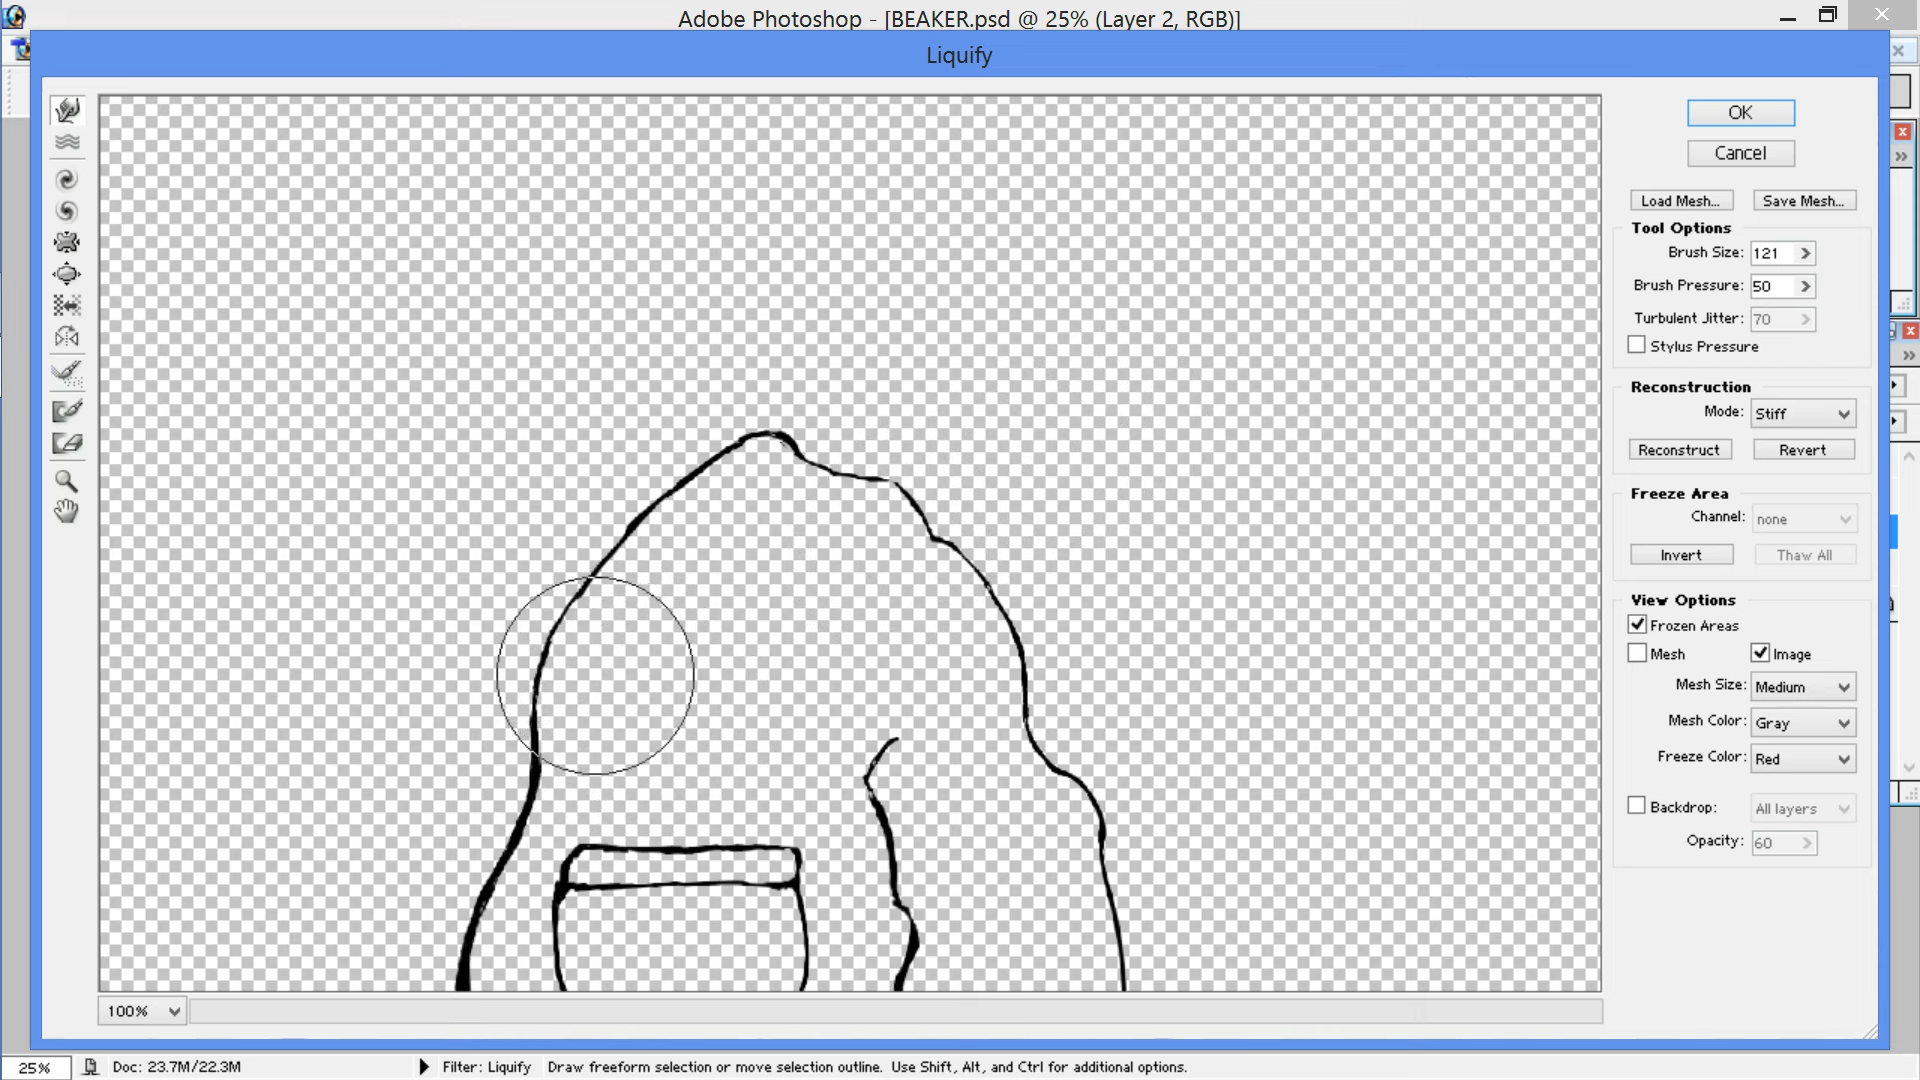 Adobe Photoshop - [BEAKER.psd @ 25% (Layer 2, RGB)]
Liquify
OK
Cancel
Load Mesh... Save Mesh...
Tool Options
Brush Size: 121
Brush Pressure: 50
Turbulent Jitter: 70
Stylus Pressure
Reconstruction
Mode: Stiff
Reconstruct Revert
Freeze Area
Channel: none
Invert Thaw All
View Options
Frozen Areas
Mesh Image
Mesh Size: Medium
Mesh Color: Gray
Freeze Color: Red
Backdrop: All layers
Opacity: 60
100%
25% Doc: 23.7M/22.3M Filter: Liquify Draw freeform selection or move selection outline. Use Shift, Alt, and Ctrl for additional options.